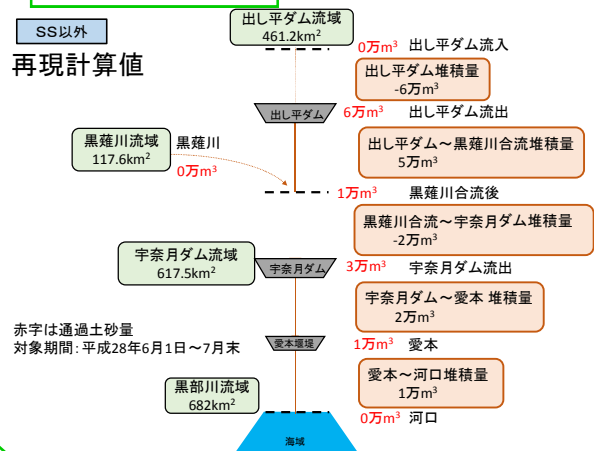 出し平ダム流域
461.2km²
SS以外
0万m³ 出し平ダム流入
再現計算値
出し平ダム堆積量
-6万m³
出し平ダム
6万m³ 出し平ダム流出
黒薙川流域
117.6km²
黒薙川
0万m³
出し平ダム～黒薙川合流堆積量
5万m³
1万m³ 黒薙川合流後
黒薙川合流～宇奈月ダム堆積量
-2万m³
宇奈月ダム流域
617.5km²
宇奈月ダム
3万m³ 宇奈月ダム流出
宇奈月ダム～愛本 堆積量
2万m³
赤字は通過土砂量
対象期間：平成28年6月1日～7月末
愛本堰堤
1万m³ 愛本
愛本～河口堆積量
1万m³
黒部川流域
682km²
0万m³ 河口
海域